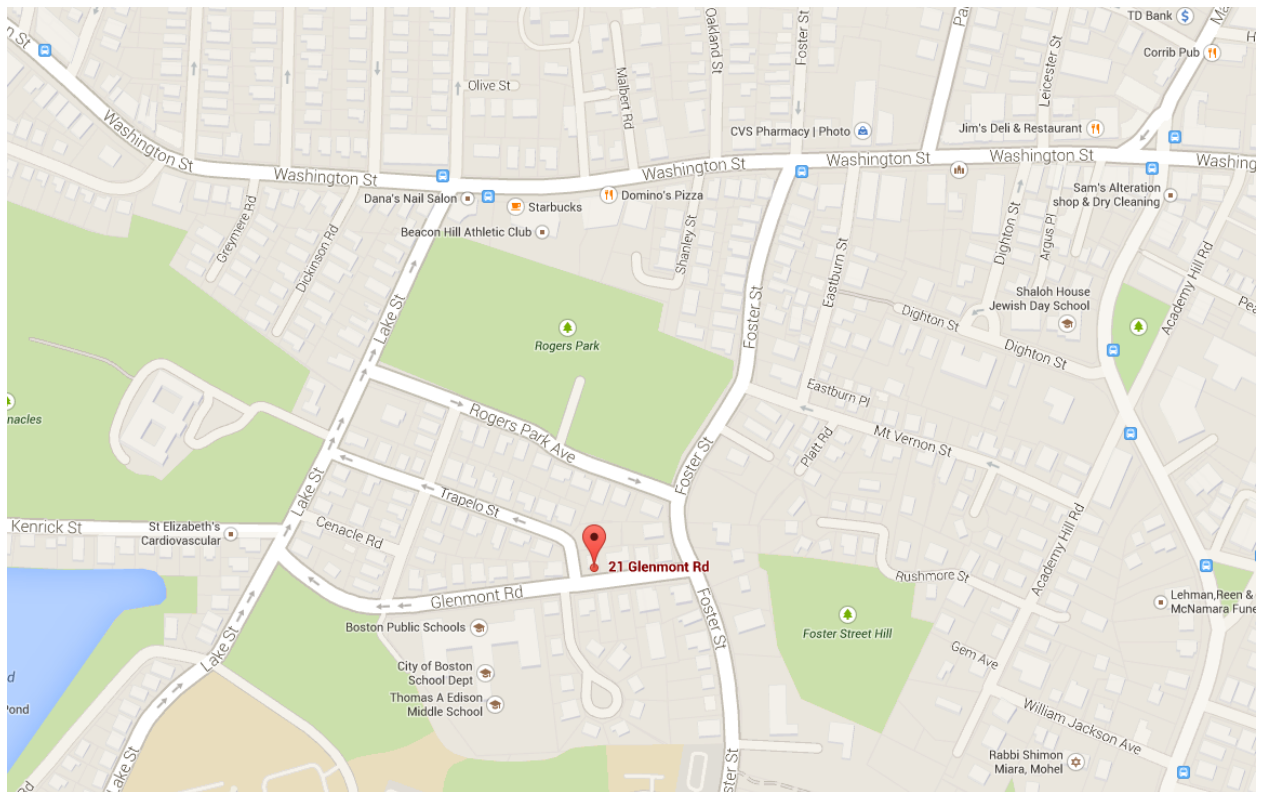 TD Bank
$
Corrib Pub
Oakland St
Foster St
Leicester St
Malbert Rd
Olive St
CVS Pharmacy | Photo
Jim's Deli & Restaurant
Washington St
Washington St
Washington St
Washington St
Washington St
Dana's Nail Salon
Starbucks
Domino's Pizza
Sam's Alteration
shop & Dry Cleaning
Beacon Hill Athletic Club
Greymere Rd
Dickinson Rd
Shanley St
Eastburn St
Dighton St
Argus Pl
Academy Hill Rd
Shaloh House
Jewish Day School
Lake St
Rogers Park
Foster St
Dighton St
Dighton St
Eastburn Pl
nacles
Rogers Park Ave
Mt Vernon St
Platt Rd
Foster St
Lake St
Trapelo St
Kenrick St
St Elizabeth's
Cardiovascular
Cenacle Rd
Academy Hill Rd
21 Glenmont Rd
Rushmore St
Glenmont Rd
Foster St
Lehman,Reen &
McNamara Fune
Boston Public Schools
Foster Street Hill
Lake St
Gem Ave
City of Boston
School Dept
Thomas A Edison
Middle School
Pond
William Jackson Ave
Rabbi Shimon
Miara, Mohel
Lake St
ster St